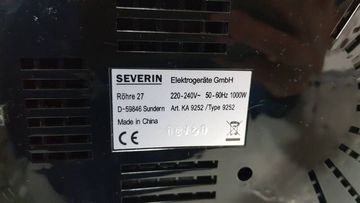 SEVERIN Elektrogeräte GmbH
Röhre 27 220-240V~ 50-60Hz 1000W
D-59846 Sundern Art. KA 9252 /Type 9252
Made in China
CE